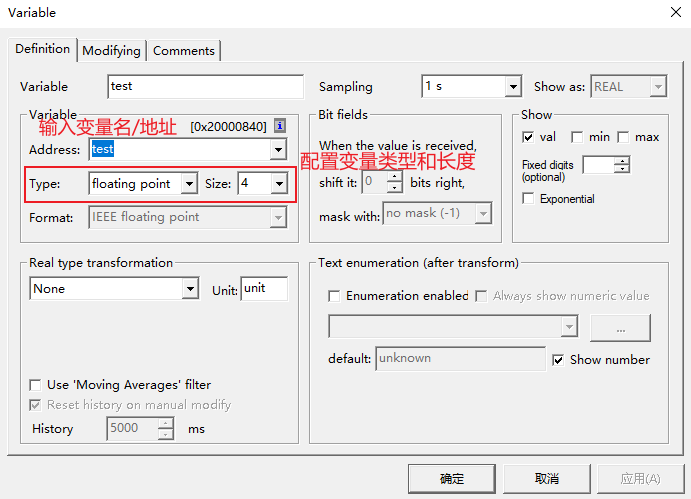 Variable
Definition Modifying Comments
Variable test Sampling 1 s Show as: REAL
Variable Bit fields Show
输入变量名/地址 [0x20000840] i When the value is received, val min max
Address: test 配置变量类型和长度 Fixed digits
(optional)
Type: floating point Size: 4 shift it: 0 bits right, Exponential
Format: IEEE floating point mask with: no mask (-1)
Real type transformation Text enumeration (after transform)
None Unit: unit Enumeration enabled Always show numeric value
...
default: unknown Show number
Use 'Moving Averages' filter
Reset history on manual modify
History 5000 ms
确定 取消 应用(A)